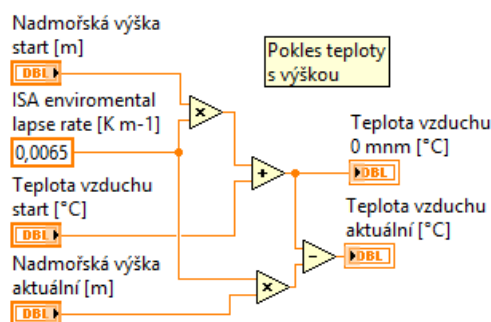 Nadmořská výška
start [m]
DBL
Pokles teploty
s výškou
ISA enviromental
lapse rate [K m-1]
0,0065
×
Teplota vzduchu
0 mnm [°C]
DBL
+
Teplota vzduchu
start [°C]
DBL
Teplota vzduchu
aktuální [°C]
DBL
−
Nadmořská výška
aktuální [m]
DBL
×